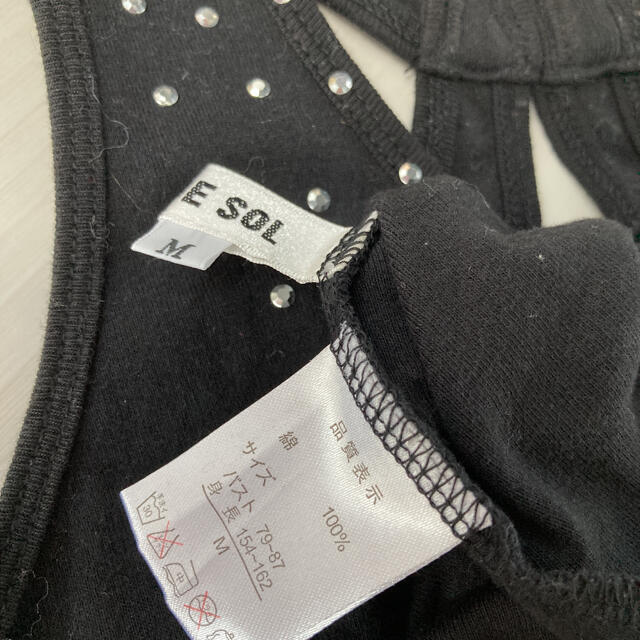 E SOL
M
品質表示
綿 100%
サイズ
バスト 79-87
身長 154-162
M